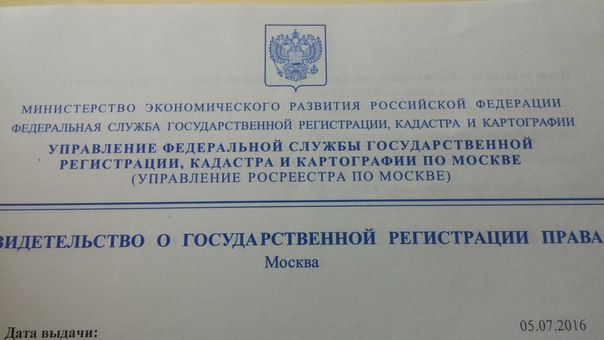 МИНИСТЕРСТВО ЭКОНОМИЧЕСКОГО РАЗВИТИЯ РОССИЙСКОЙ ФЕДЕРАЦИИ
ФЕДЕРАЛЬНАЯ СЛУЖБА ГОСУДАРСТВЕННОЙ РЕГИСТРАЦИИ, КАДАСТРА И КАРТОГРАФИИ
УПРАВЛЕНИЕ ФЕДЕРАЛЬНОЙ СЛУЖБЫ ГОСУДАРСТВЕННОЙ
РЕГИСТРАЦИИ, КАДАСТРА И КАРТОГРАФИИ ПО МОСКВЕ
(УПРАВЛЕНИЕ РОСРЕЕСТРА ПО МОСКВЕ)
ВИДЕТЕЛЬСТВО О ГОСУДАРСТВЕННОЙ РЕГИСТРАЦИИ ПРАВА
Москва
Дата выдачи: 05.07.2016